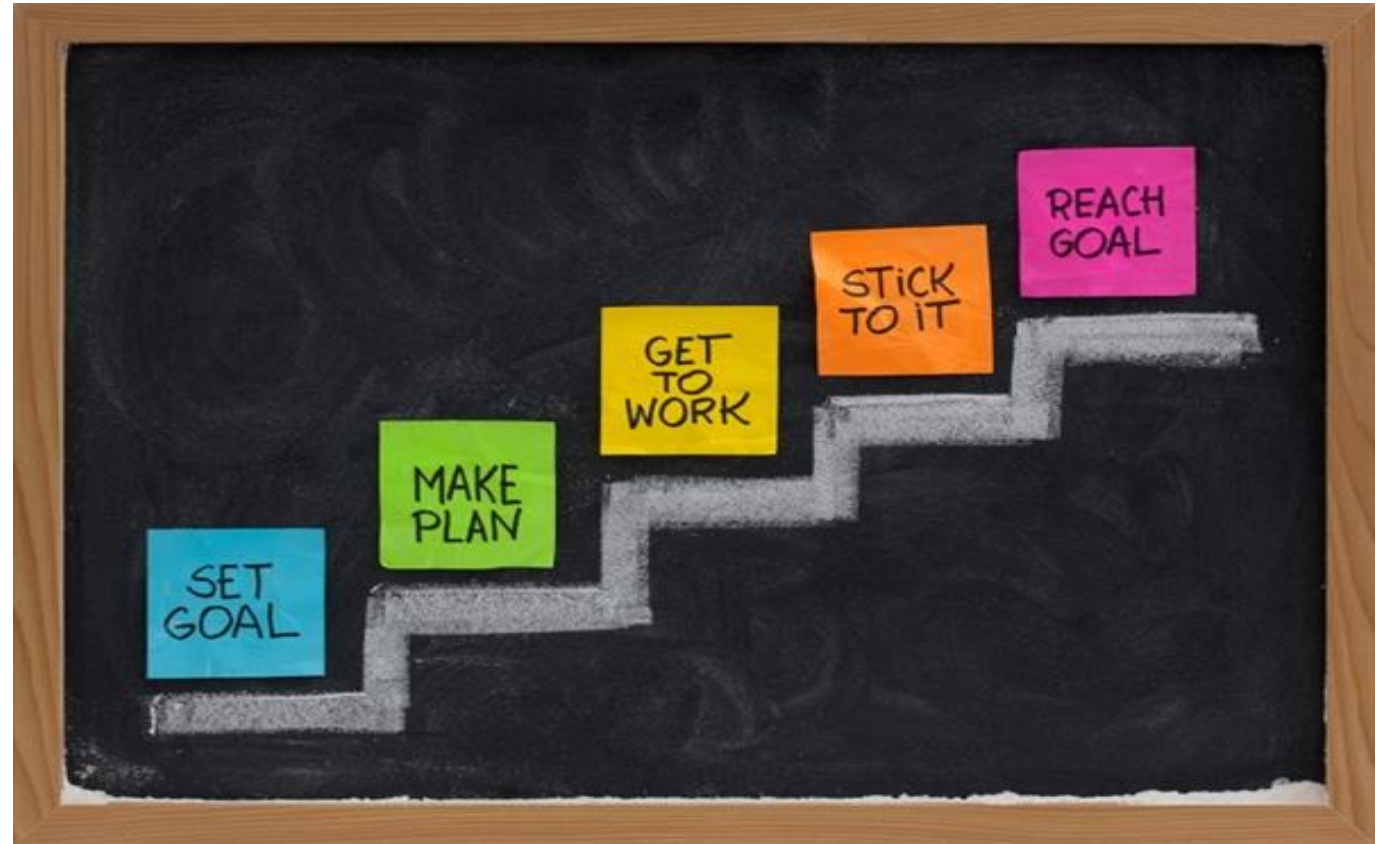 SET
GOAL
MAKE
PLAN
GET
TO
WORK
STiCK
TO iT
REACH
GOAL